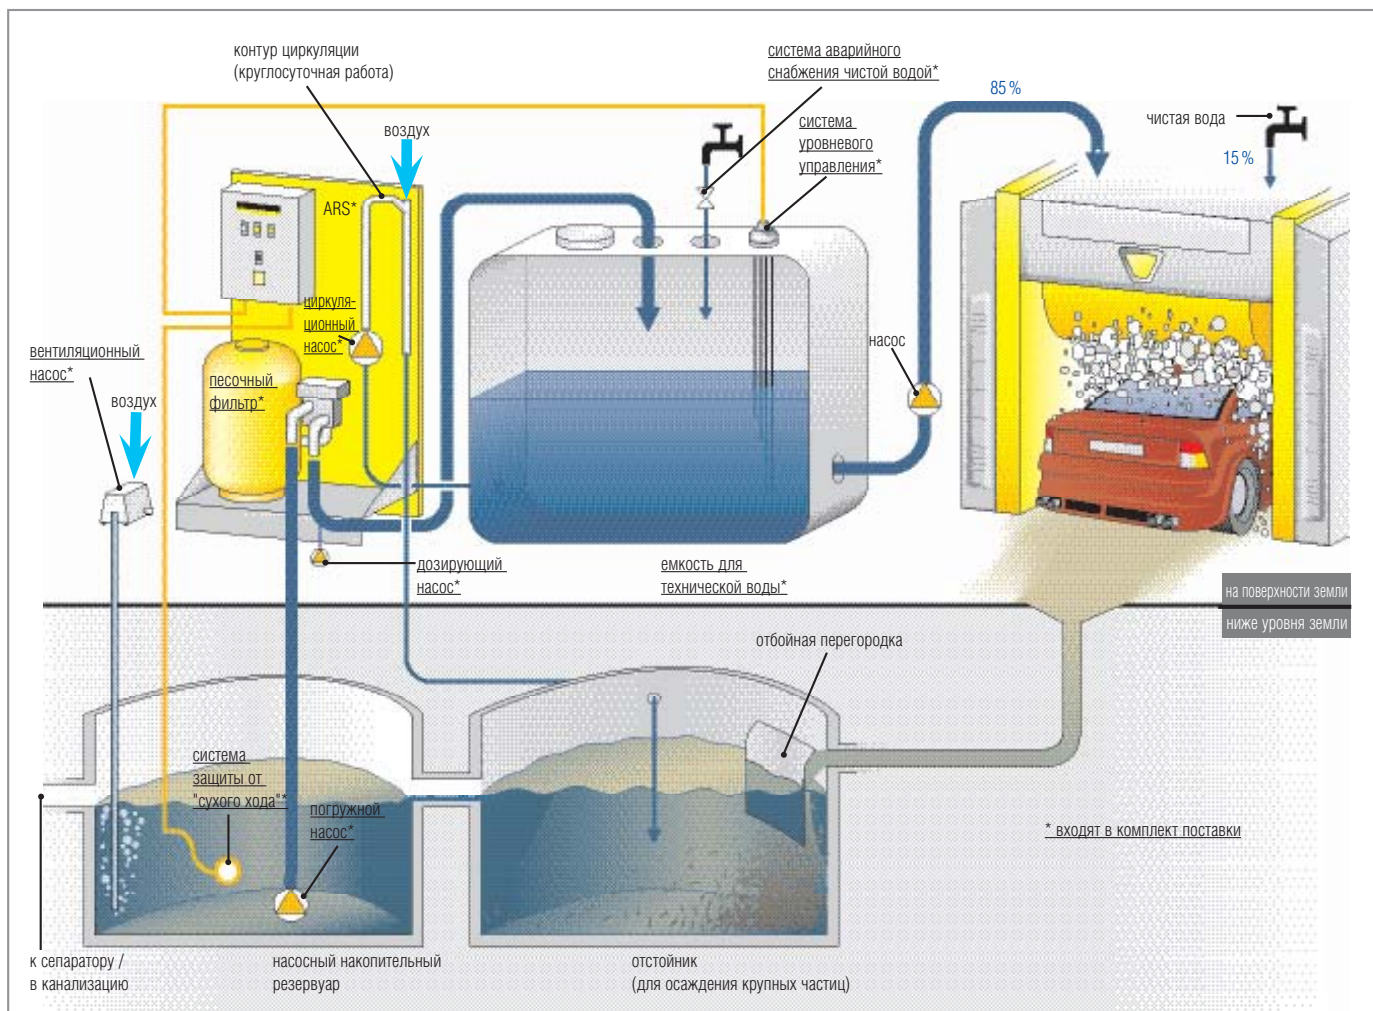 контур циркуляции
(круглосуточная работа)
система аварийного
снабжения чистой водой*
85 %
чистая вода
15 %
воздух
система
уровневого
управления*
ARS*
циркуля-
ционный
насос*
насос
вентиляционный
насос*
песочный
фильтр*
воздух
дозирующий
насос*
емкость для
технической воды*
на поверхности земли
ниже уровня земли
отбойная перегородка
система
защиты от
"сухого хода"*
погружной
насос*
* входят в комплект поставки
к сепаратору /
в канализацию
насосный накопительный
резервуар
отстойник
(для осаждения крупных частиц)